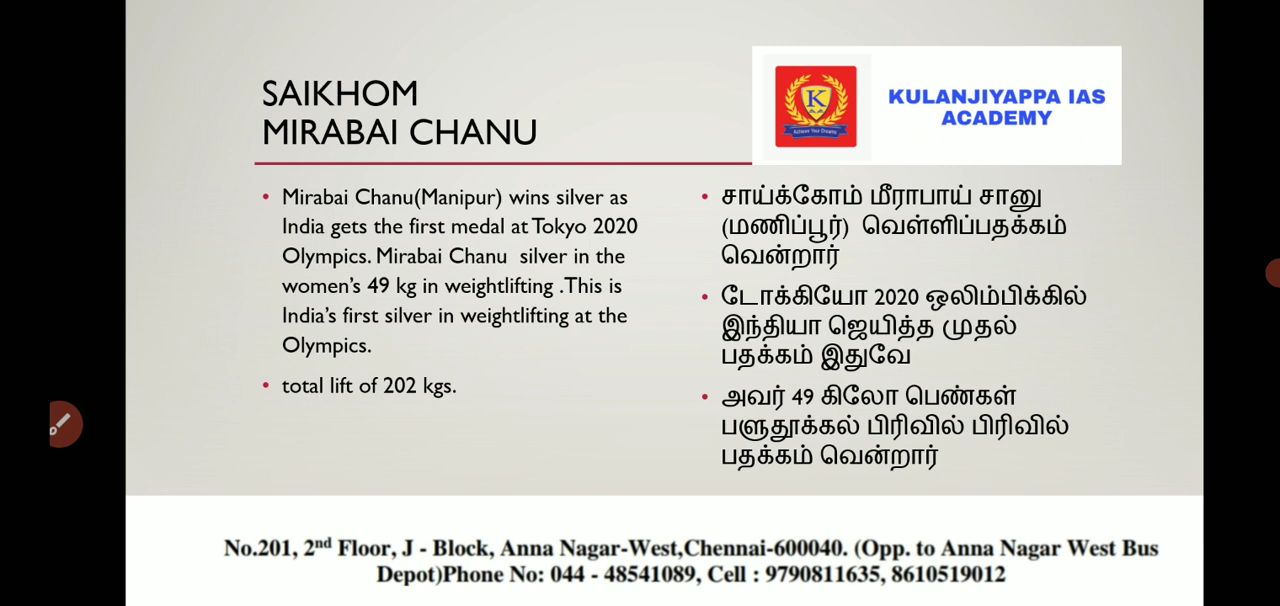 SAIKHOM
MIRABAI CHANU
K
Achieve Your Dreams
KULANJIYAPPA IAS
ACADEMY
• Mirabai Chanu(Manipur) wins silver as
India gets the first medal at Tokyo 2020
Olympics. Mirabai Chanu silver in the
women's 49 kg in weightlifting .This is
India's first silver in weightlifting at the
Olympics.
• total lift of 202 kgs.
• சாய்க்கோம் மீராபாய் சானு
(மணிப்பூர்) வெள்ளிப்பதக்கம்
வென்றார்
• டோக்கியோ 2020 ஒலிம்பிக்கில்
இந்தியா ஜெயித்த முதல்
பதக்கம் இதுவே
• அவர் 49 கிலோ பெண்கள்
பளுதூக்கல் பிரிவில் பிரிவில்
பதக்கம் வென்றார்
No.201, 2nd Floor, J - Block, Anna Nagar-West,Chennai-600040. (Opp. to Anna Nagar West Bus
Depot)Phone No: 044 - 48541089, Cell : 9790811635, 8610519012